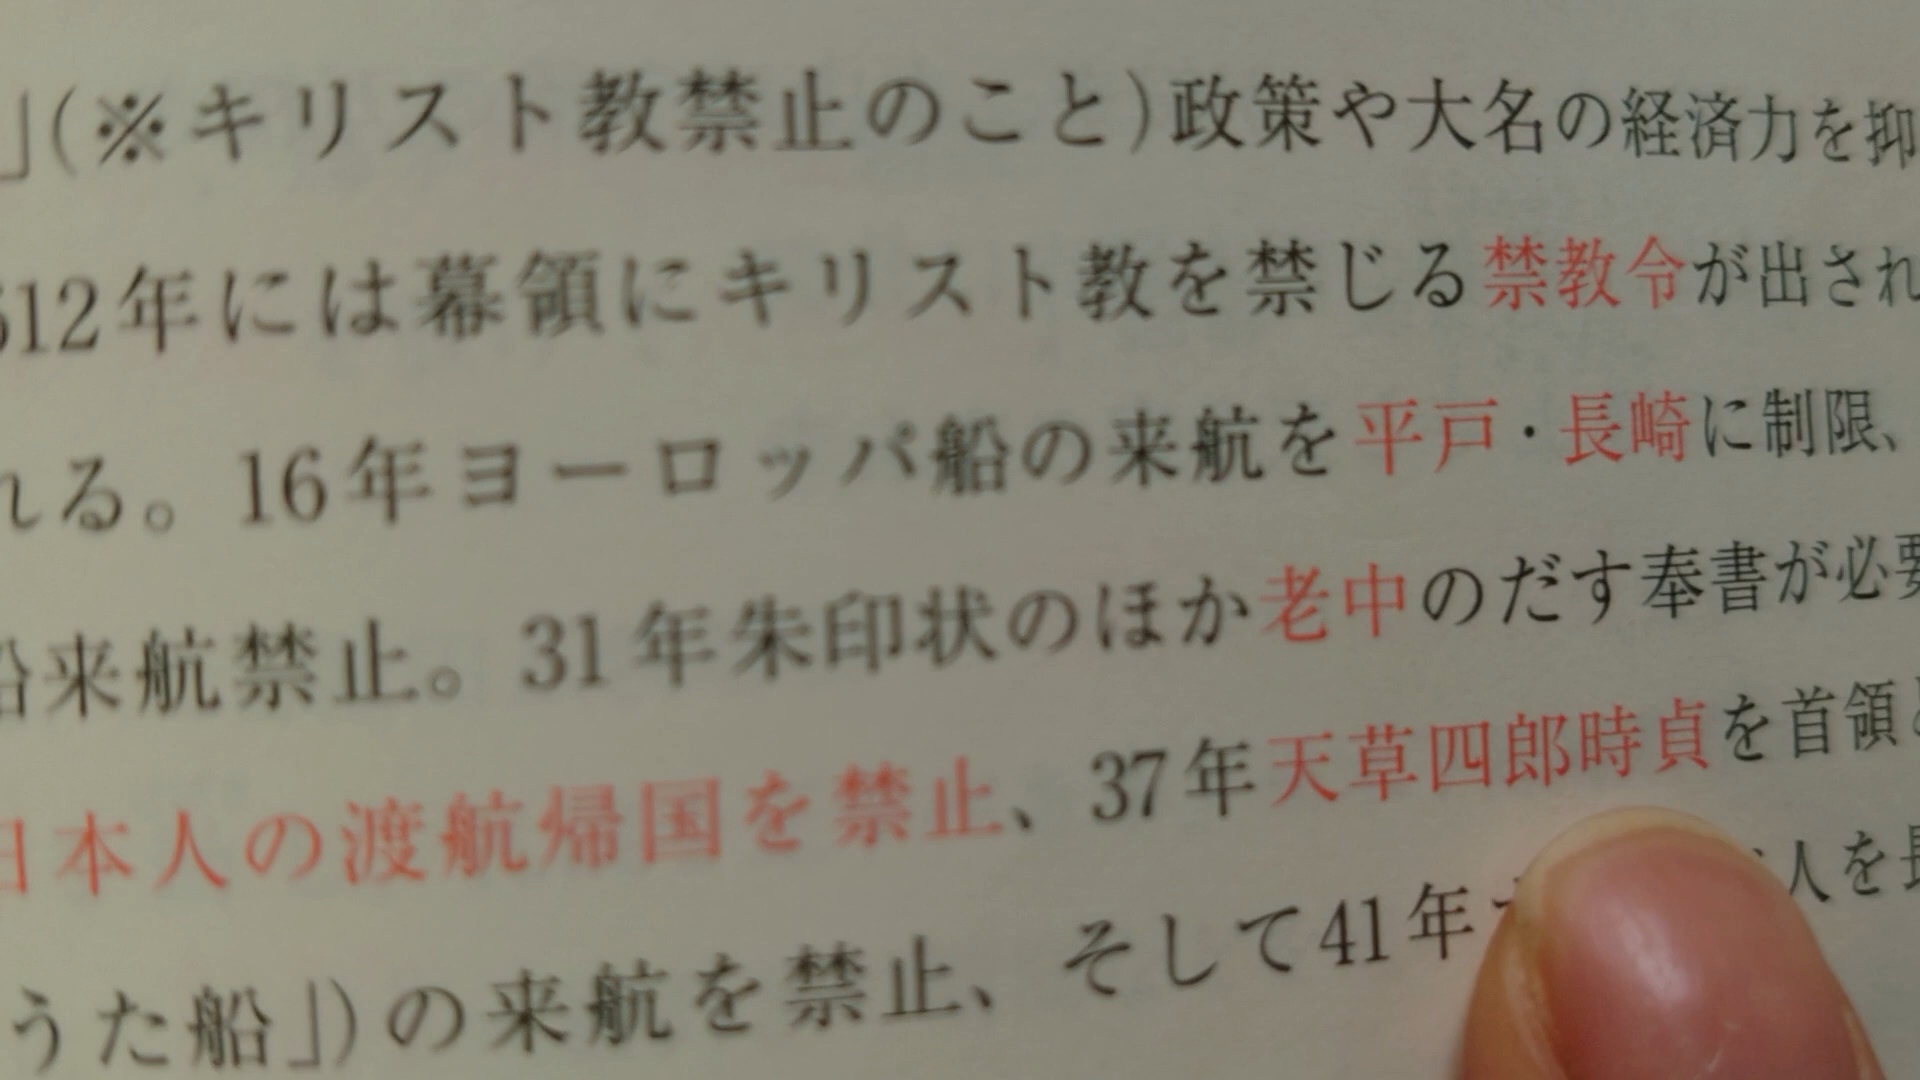 」(※キリスト教禁止のこと)政策や大名の経済力を抑
612年には幕領にキリスト教を禁じる禁教令が出され
れる。16年ヨーロッパ船の来航を平戸・長崎に制限、
船来航禁止。31年朱印状のほか老中のだす奉書が必要
日本人の渡航帰国を禁止、37年天草四郎時貞を首領と
うた船」)の来航を禁止、そして41年 人を長